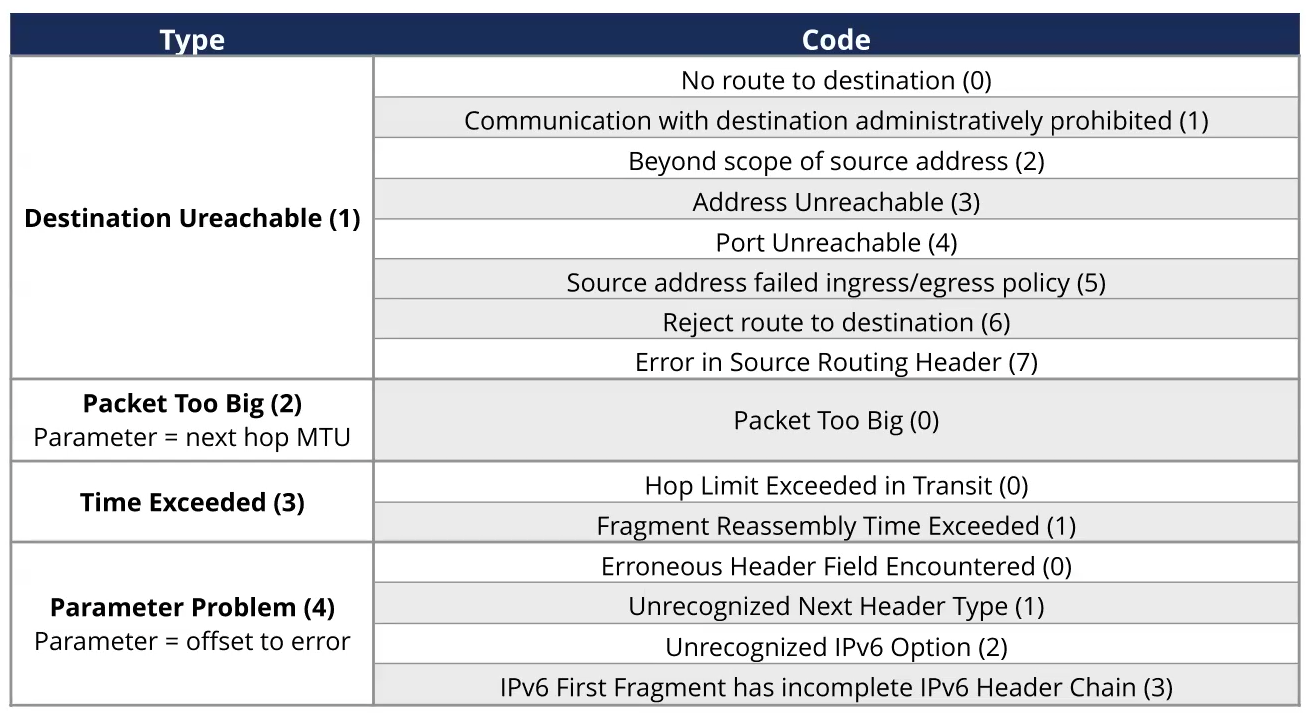 Type
Code
Destination Ureachable (1)
No route to destination (0)
Communication with destination administratively prohibited (1)
Beyond scope of source address (2)
Address Unreachable (3)
Port Unreachable (4)
Source address failed ingress/egress policy (5)
Reject route to destination (6)
Error in Source Routing Header (7)
Packet Too Big (2)
Parameter = next hop MTU
Packet Too Big (0)
Time Exceeded (3)
Hop Limit Exceeded in Transit (0)
Fragment Reassembly Time Exceeded (1)
Parameter Problem (4)
Parameter = offset to error
Erroneous Header Field Encountered (0)
Unrecognized Next Header Type (1)
Unrecognized IPv6 Option (2)
IPv6 First Fragment has incomplete IPv6 Header Chain (3)